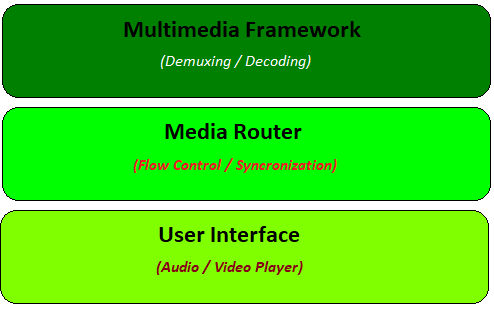 Multimedia Framework
(Demuxing / Decoding)
Media Router
(Flow Control / Syncronization)
User Interface
(Audio / Video Player)